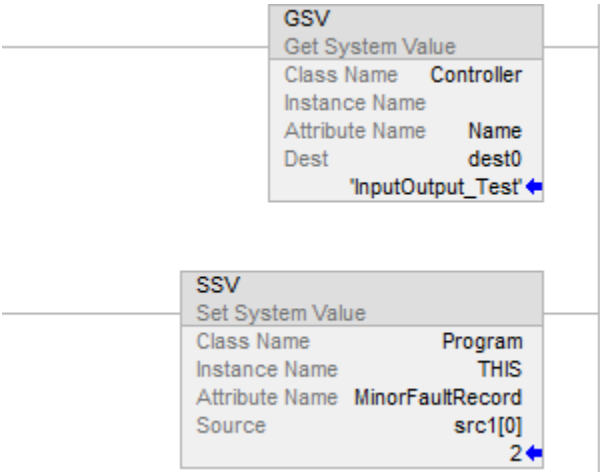 GSV
Get System Value
Class Name Controller
Instance Name
Attribute Name Name
Dest dest0
'InputOutput_Test'
SSV
Set System Value
Class Name Program
Instance Name THIS
Attribute Name MinorFaultRecord
Source src1[0]
2